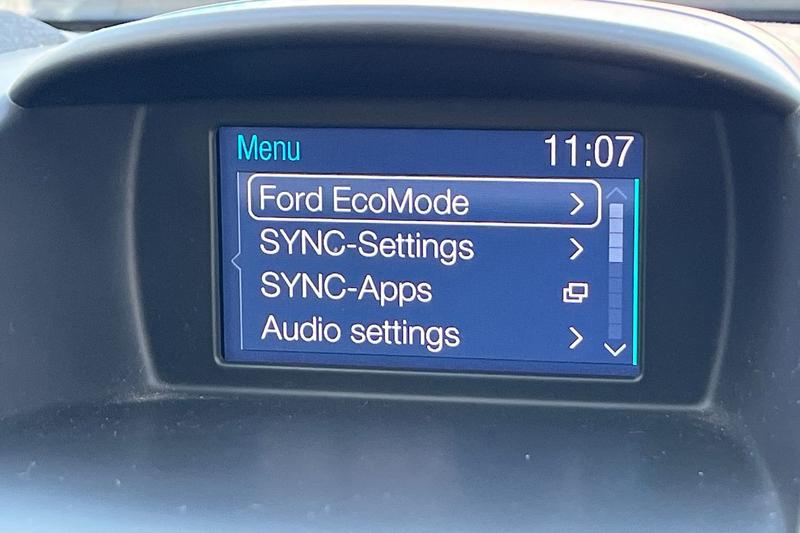 Menu 11:07
Ford EcoMode
SYNC-Settings
SYNC-Apps
Audio settings